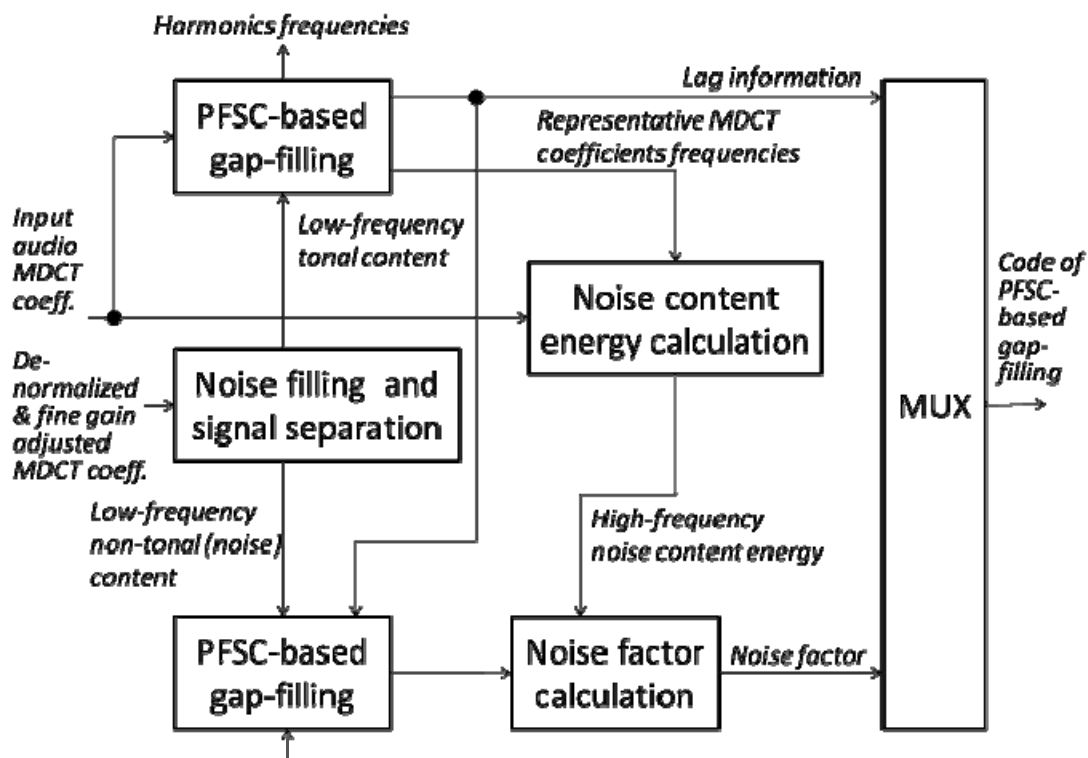 Harmonics frequencies
Lag information
PFSC-based
gap-filling
Representative MDCT
coefficients frequencies
Input
audio
MDCT
coeff.
Low-frequency
tonal content
Noise content
energy calculation
Code of
PFSC-
based
gap-
filling
De-
normalized
& fine gain
adjusted
MDCT coeff.
Noise filling and
signal separation
MUX
Low-frequency
non-tonal (noise)
content
High-frequency
noise content energy
PFSC-based
gap-filling
Noise factor
calculation
Noise factor